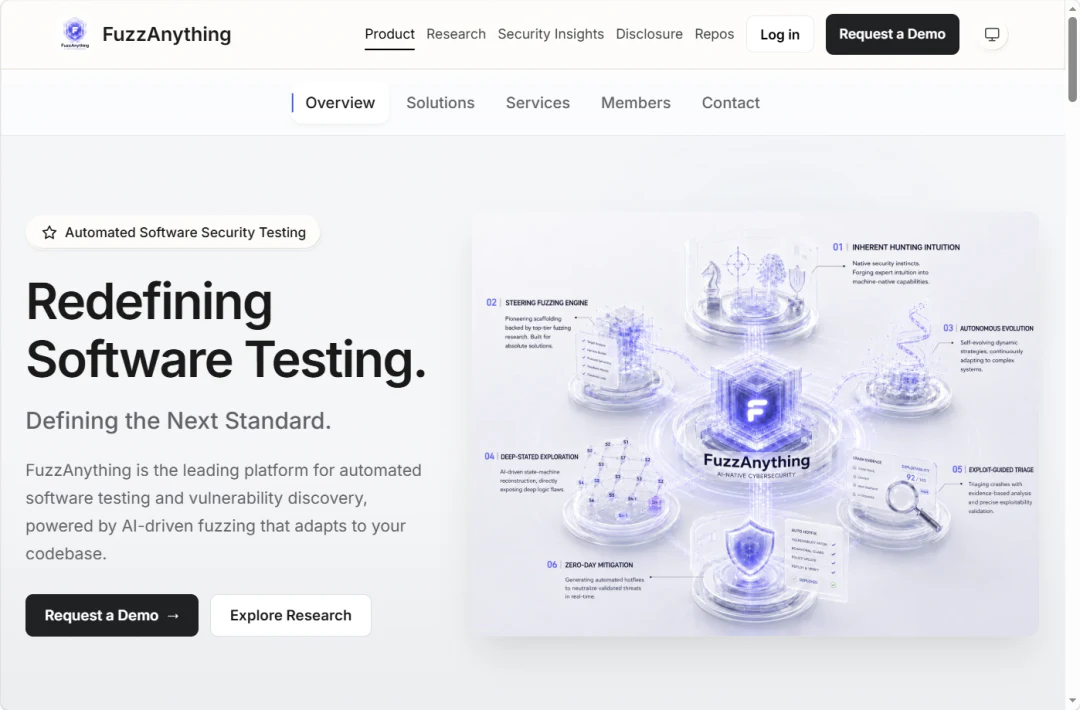 FuzzAnything
FuzzAnything
Product
Research
Security Insights
Disclosure
Repos
Log in
Request a Demo
Overview
Solutions
Services
Members
Contact
Automated Software Security Testing
Redefining
Software Testing.
Defining the Next Standard.
FuzzAnything is the leading platform for automated
software testing and vulnerability discovery,
powered by AI-driven fuzzing that adapts to your
codebase.
Request a Demo →
Explore Research
01 | INHERENT HUNTING INTUITION
Native security instincts.
Forging expert intuition into
machine-native capabilities.
02 | STEERING FUZZING ENGINE
Pioneering scaffolding
backed by top-tier fuzzing
research. Built for
absolute solutions.
03 | AUTONOMOUS EVOLUTION
Self-evolving dynamic
strategies, continuously
adapting to complex
systems.
FuzzAnything
AI-NATIVE CYBERSECURITY
04 | DEEP-STATED EXPLORATION
AI-driven state-machine
reconstruction, directly
exposing deep logic flaws.
05 | EXPLOIT-GUIDED TRIAGE
Triaging crashes with
evidence-based analysis
and precise exploitability
validation.
EXPLOITABILITY
92
06 | ZERO-DAY MITIGATION
Generating automated hotfixes
to neutralize validated threats
in real-time.
AUTO HOTFIX